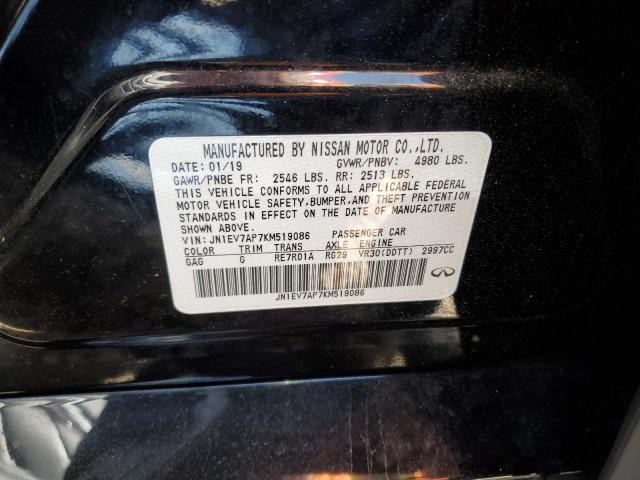 MANUFACTURED BY NISSAN MOTOR CO.,LTD.
DATE: 01/19 GVWR/PNBV: 4980 LBS.
GAWR/PNBE FR: 2546 LBS. RR: 2513 LBS.
THIS VEHICLE CONFORMS TO ALL APPLICABLE FEDERAL
MOTOR VEHICLE SAFETY,BUMPER,AND THEFT PREVENTION
STANDARDS IN EFFECT ON THE DATE OF MANUFACTURE
SHOWN ABOVE.
VIN: JN1EV7AP7KM519086 PASSENGER CAR
COLOR TRIM TRANS AXLE ENGINE
GAG G RE7R01A RG29 VR30(DDTT) 2997CC
JN1EV7AP7KM519086